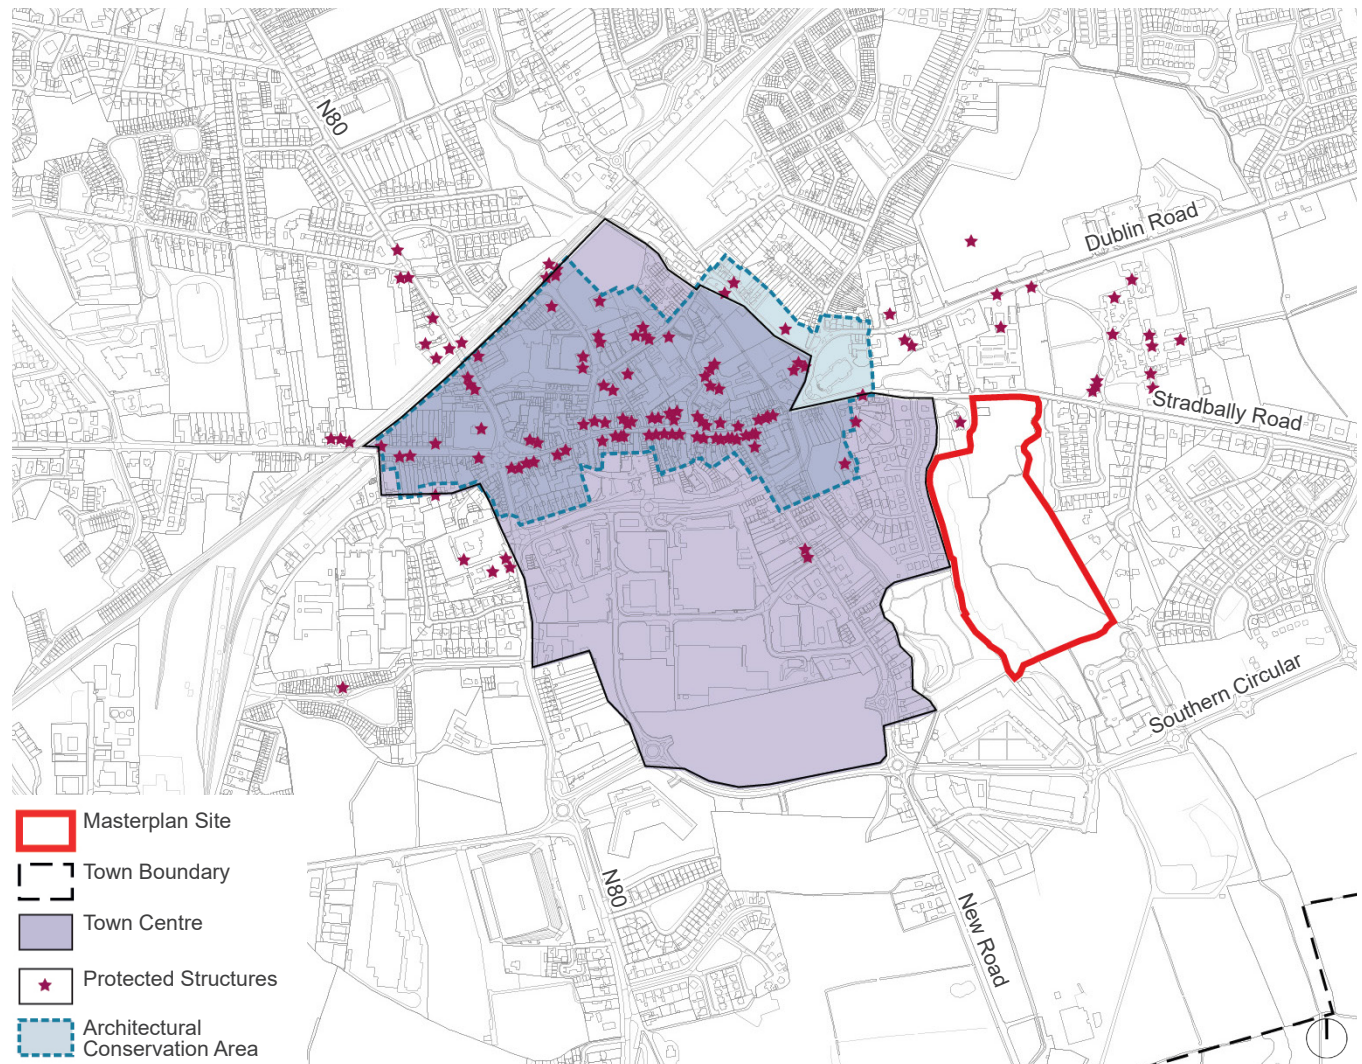 N80
Dublin Road
Stradbally Road
Southern Circular
N80
New Road
Masterplan Site
Town Boundary
Town Centre
Protected Structures
Architectural
Conservation Area